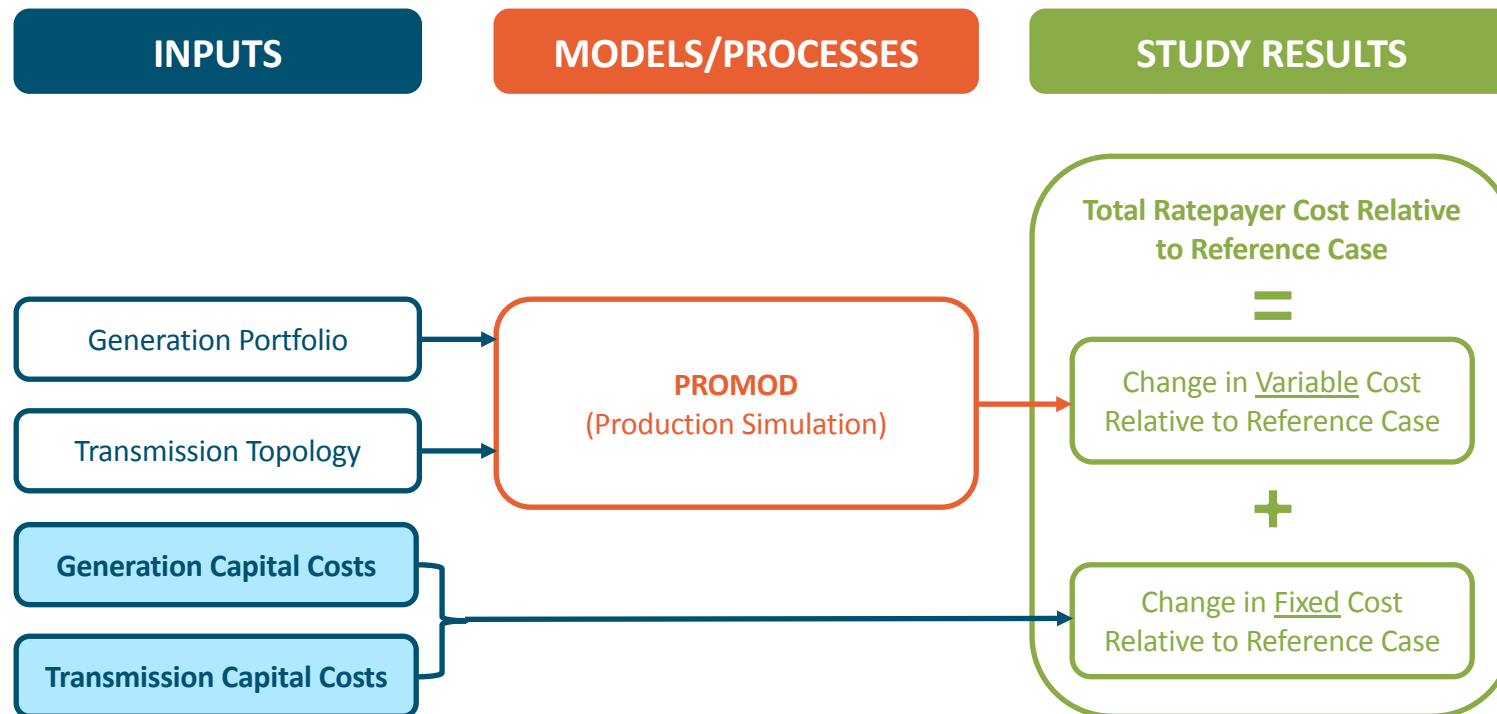 INPUTS
MODELS/PROCESSES
STUDY RESULTS
Total Ratepayer Cost Relative
to Reference Case
=
Generation Portfolio
Transmission Topology
PROMOD
(Production Simulation)
Change in Variable Cost
Relative to Reference Case
+
Generation Capital Costs
Transmission Capital Costs
Change in Fixed Cost
Relative to Reference Case